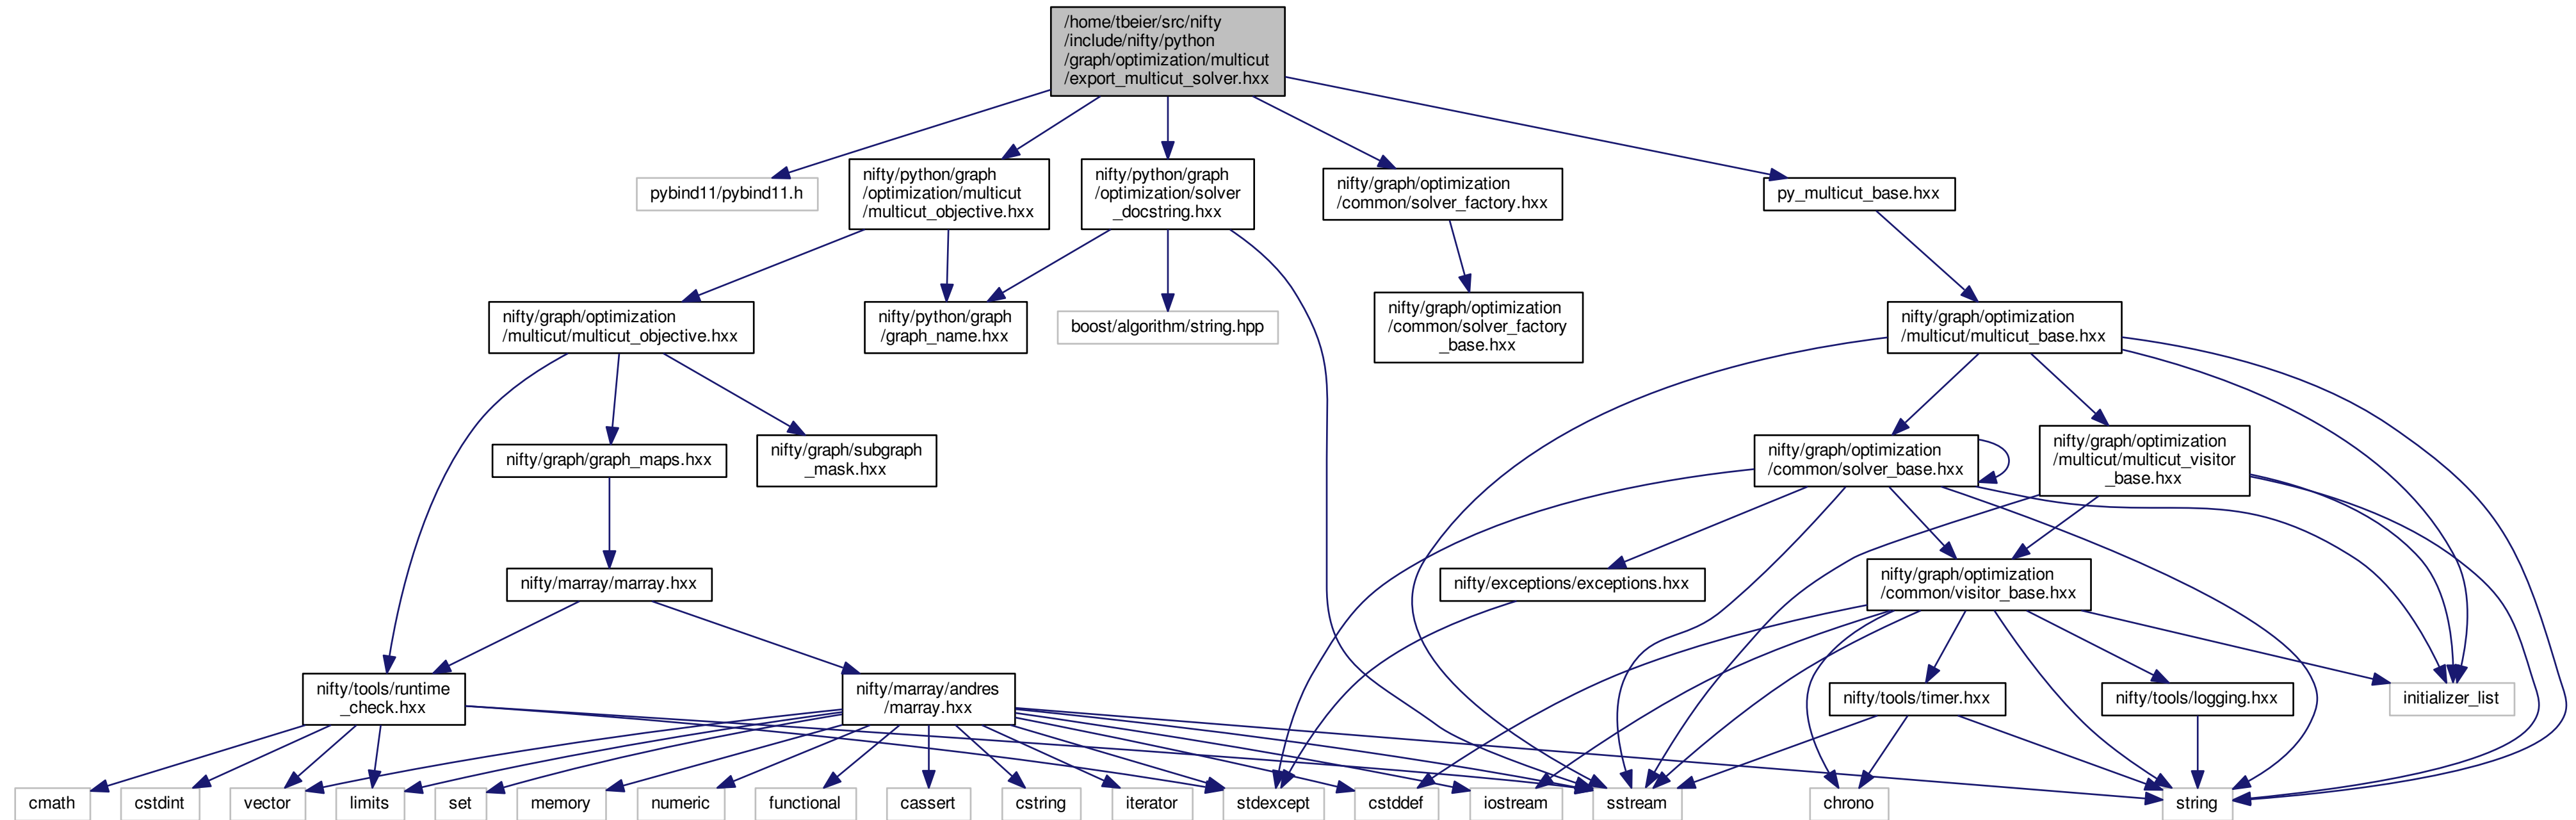 /home/tbeier/src/nifty
/include/nifty/python
/graph/optimization/multicut
/export_multicut_solver.hxx
pybind11/pybind11.h
nifty/python/graph
/optimization/multicut
/multicut_objective.hxx
nifty/python/graph
/optimization/solver
_docstring.hxx
nifty/graph/optimization
/common/solver_factory.hxx
py_multicut_base.hxx
nifty/graph/optimization
/multicut/multicut_objective.hxx
nifty/python/graph
/graph_name.hxx
boost/algorithm/string.hpp
nifty/graph/optimization
/common/solver_factory
_base.hxx
nifty/graph/optimization
/multicut/multicut_base.hxx
nifty/graph/graph_maps.hxx
nifty/graph/subgraph
_mask.hxx
nifty/graph/optimization
/common/solver_base.hxx
nifty/graph/optimization
/multicut/multicut_visitor
_base.hxx
nifty/marray/marray.hxx
nifty/exceptions/exceptions.hxx
nifty/graph/optimization
/common/visitor_base.hxx
nifty/tools/runtime
_check.hxx
nifty/marray/andres
/marray.hxx
nifty/tools/timer.hxx
nifty/tools/logging.hxx
initializer_list
cmath
cstdint
vector
limits
set
memory
numeric
functional
cassert
cstring
iterator
stdexcept
cstddef
iostream
sstream
chrono
string